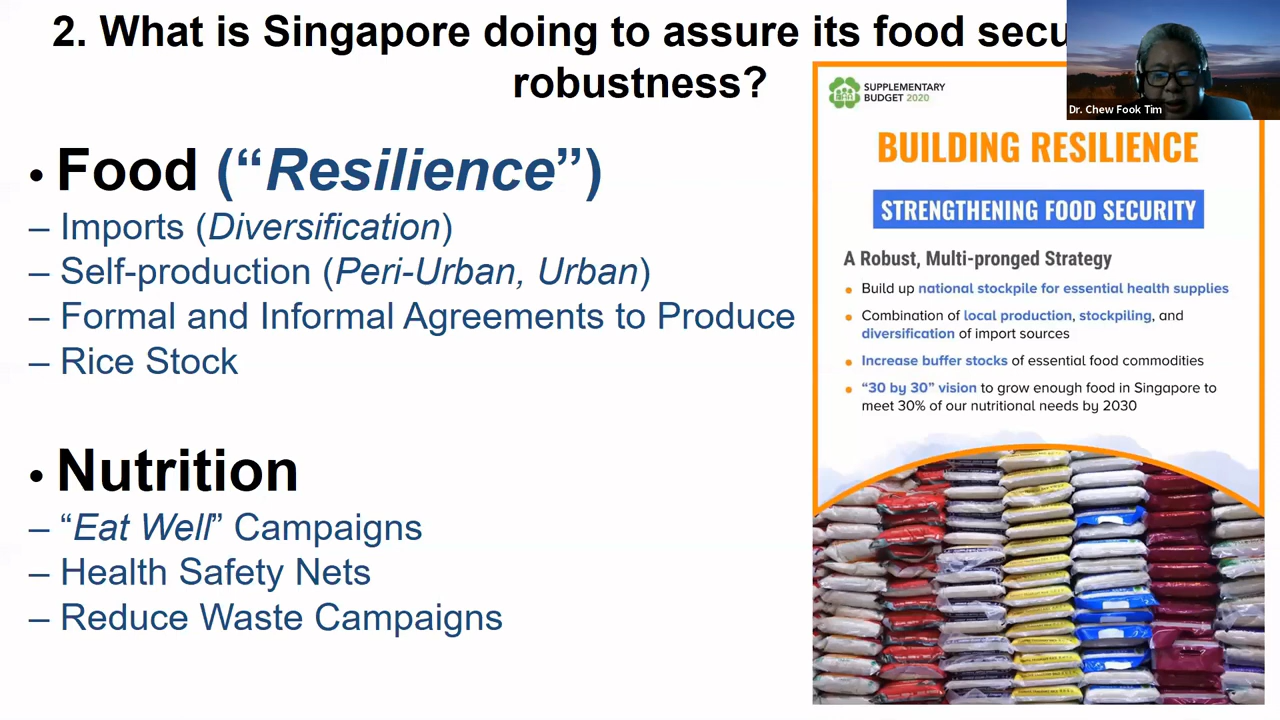 2. What is Singapore doing to assure its food secu
robustness?
Dr. Chew Fook Tim
• Food (“Resilience”)
– Imports (Diversification)
– Self-production (Peri-Urban, Urban)
– Formal and Informal Agreements to Produce
– Rice Stock
• Nutrition
– “Eat Well” Campaigns
– Health Safety Nets
– Reduce Waste Campaigns
SUPPLEMENTARY
BUDGET 2020
BUILDING RESILIENCE
STRENGTHENING FOOD SECURITY
A Robust, Multi-pronged Strategy
• Build up national stockpile for essential health supplies
• Combination of local production, stockpiling, and
diversification of import sources
• Increase buffer stocks of essential food commodities
• “30 by 30” vision to grow enough food in Singapore to
meet 30% of our nutritional needs by 2030